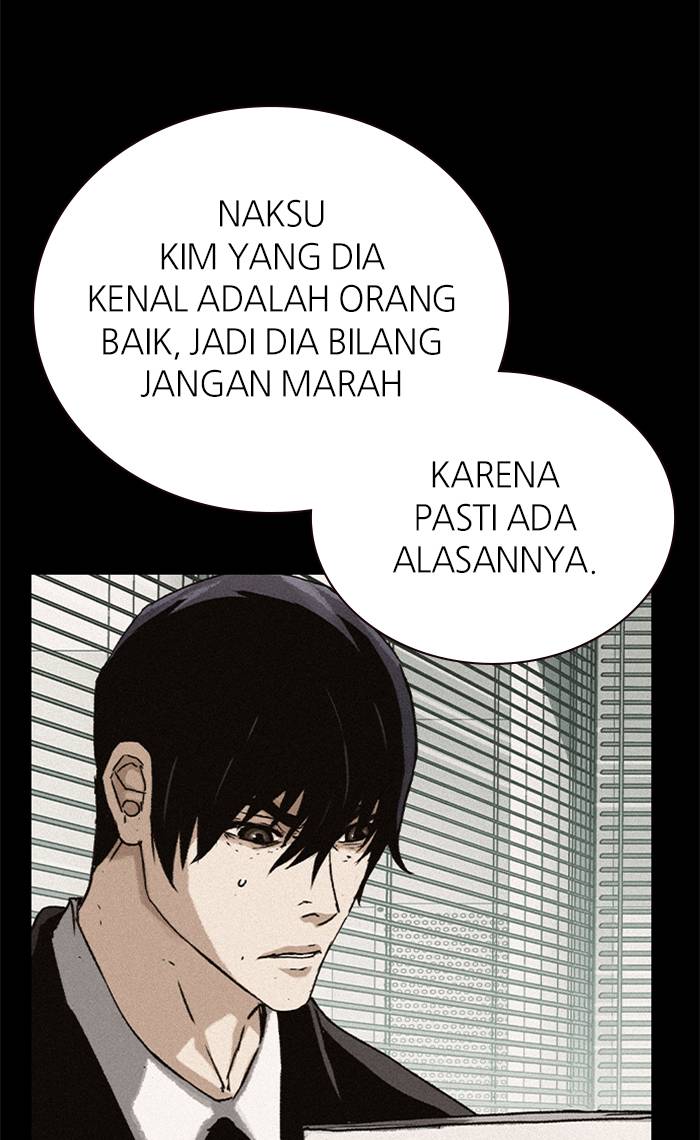 NAKSU
KIM YANG DIA
KENAL ADALAH ORANG
BAIK, JADI DIA BILANG
JANGAN MARAH
KARENA
PASTI ADA
ALASANNYA.